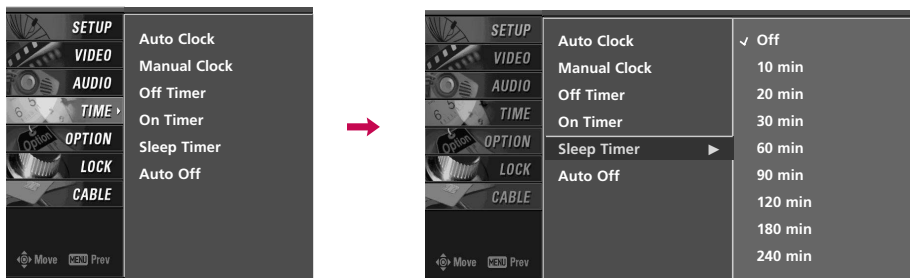 SETUP
VIDEO
AUDIO
TIME
OPTION
LOCK
CABLE
Move MENU Prev
Auto Clock
Manual Clock
Off Timer
On Timer
Sleep Timer
Auto Off
SETUP
VIDEO
AUDIO
TIME
OPTION
LOCK
CABLE
Move MENU Prev
Auto Clock
Manual Clock
Off Timer
On Timer
Sleep Timer ▶
Auto Off
✓ Off
10 min
20 min
30 min
60 min
90 min
120 min
180 min
240 min